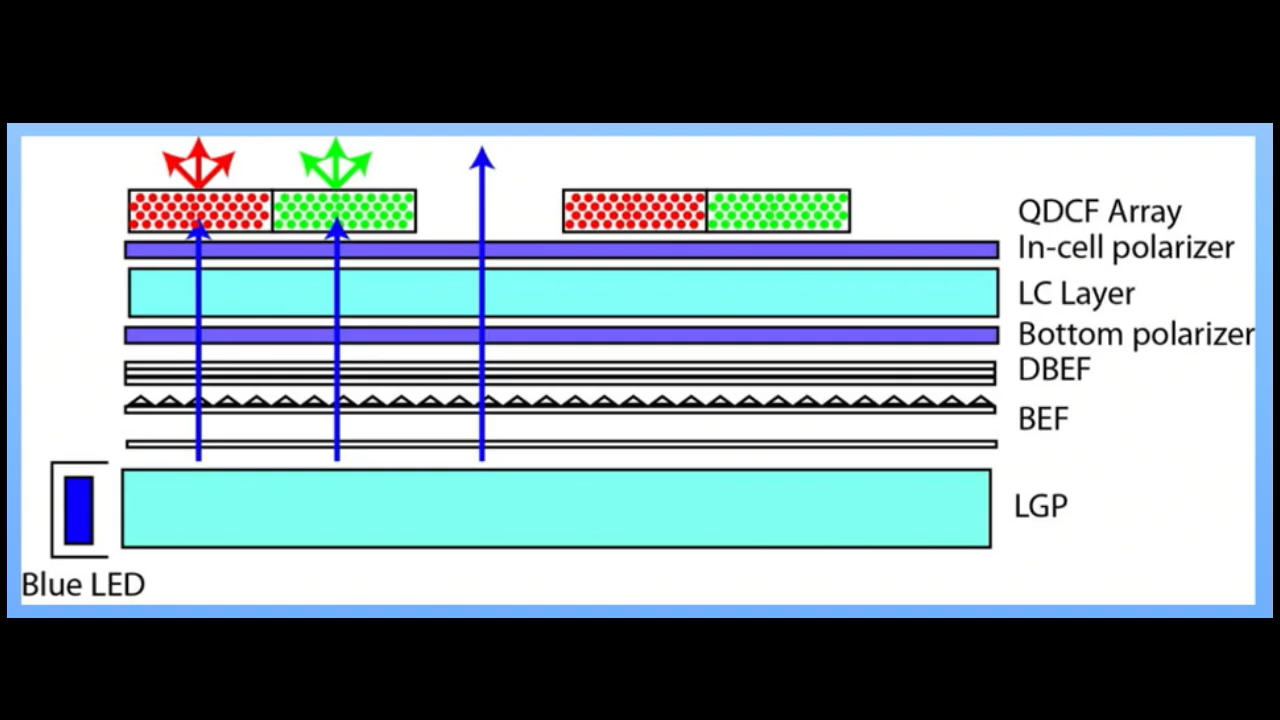 QDCF Array
In-cell polarizer
LC Layer
Bottom polarizer
DBEF
BEF
LGP
Blue LED